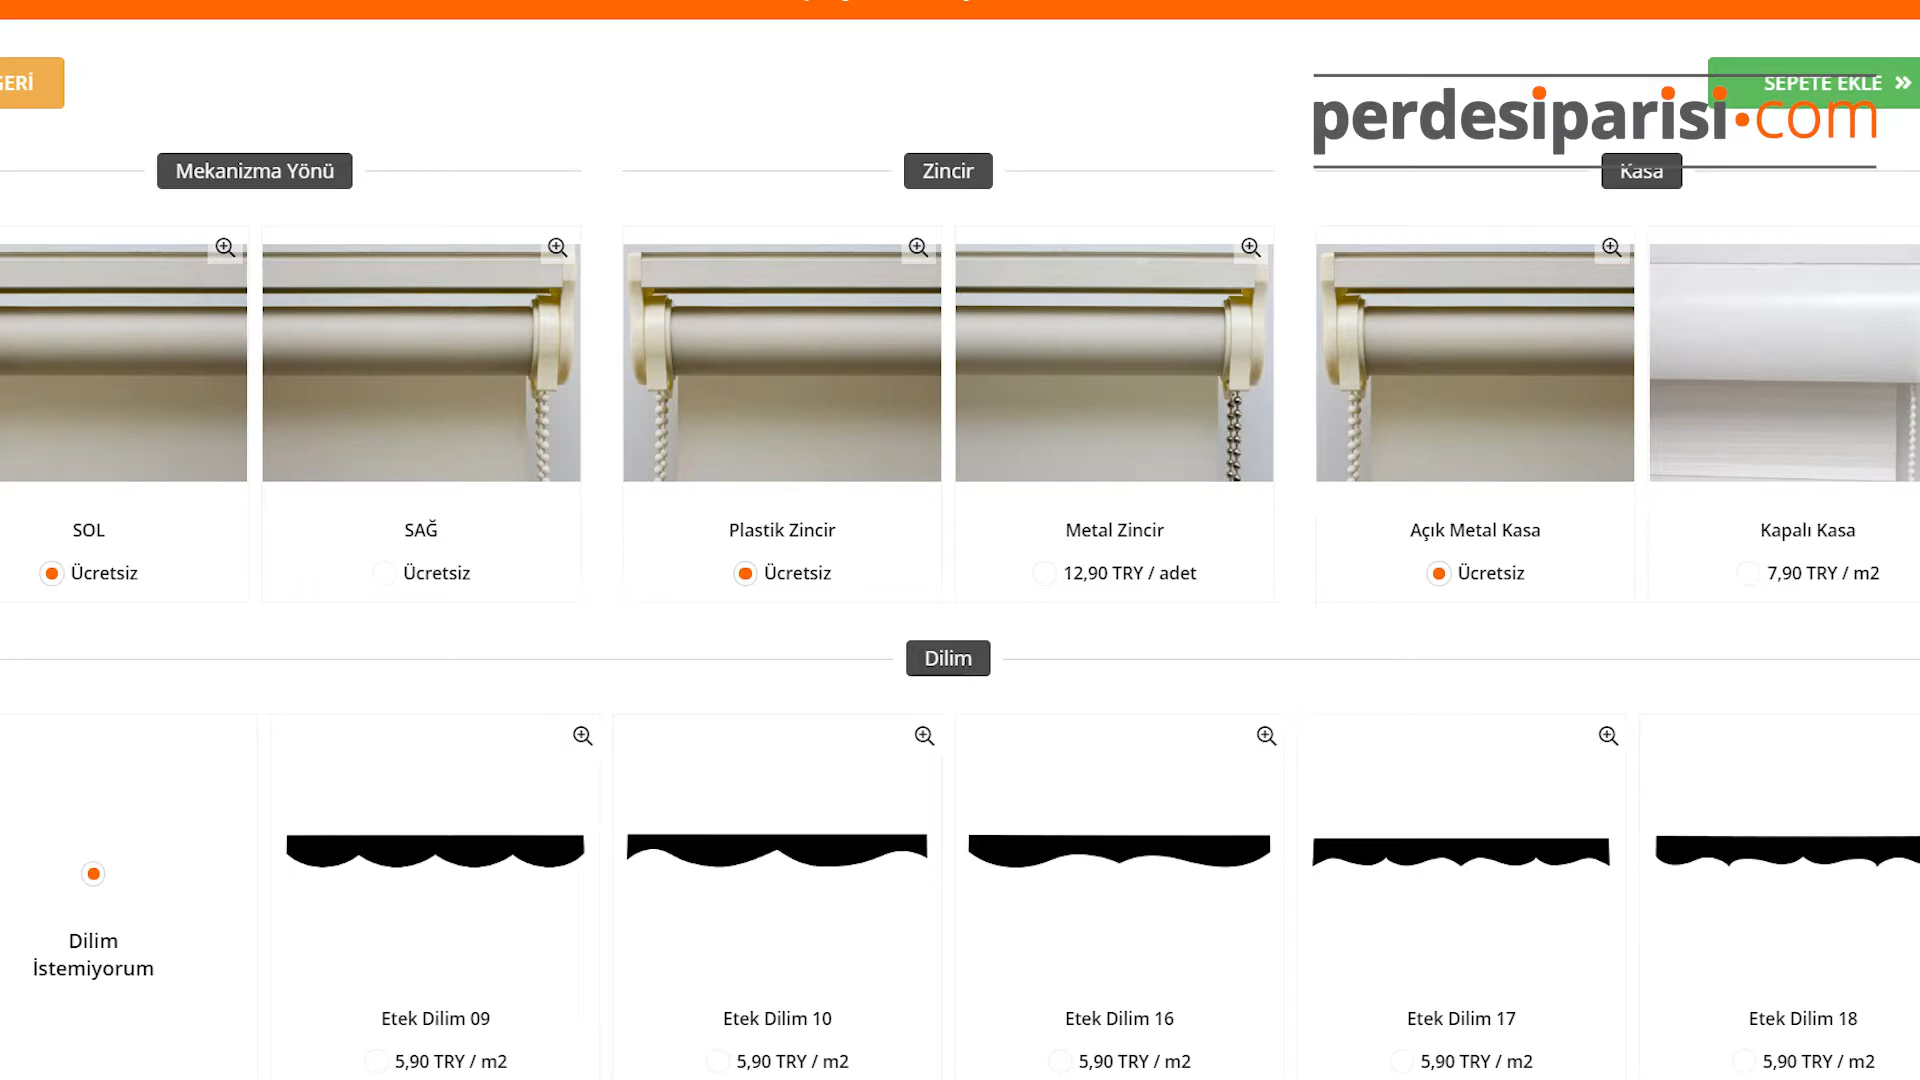 GERİ
SEPETE EKLE »
perdesiparisi.com
Mekanizma Yönü
Zincir
Kasa
SOL
SAĞ
Plastik Zincir
Metal Zincir
Açık Metal Kasa
Kapalı Kasa
Ücretsiz
Ücretsiz
Ücretsiz
12,90 TRY / adet
Ücretsiz
7,90 TRY / m2
Dilim
Dilim
İstemiyorum
Etek Dilim 09
Etek Dilim 10
Etek Dilim 16
Etek Dilim 17
Etek Dilim 18
5,90 TRY / m2
5,90 TRY / m2
5,90 TRY / m2
5,90 TRY / m2
5,90 TRY / m2